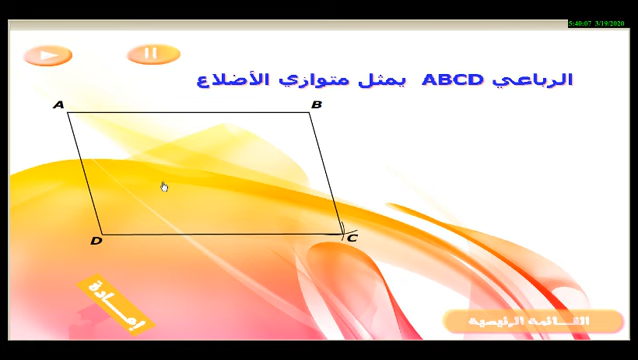 5:40:07 3/19/2020
الرباعي ABCD يمثل متوازي الأضلاع
A B
D C
إعادة
القائمة الرئيسية